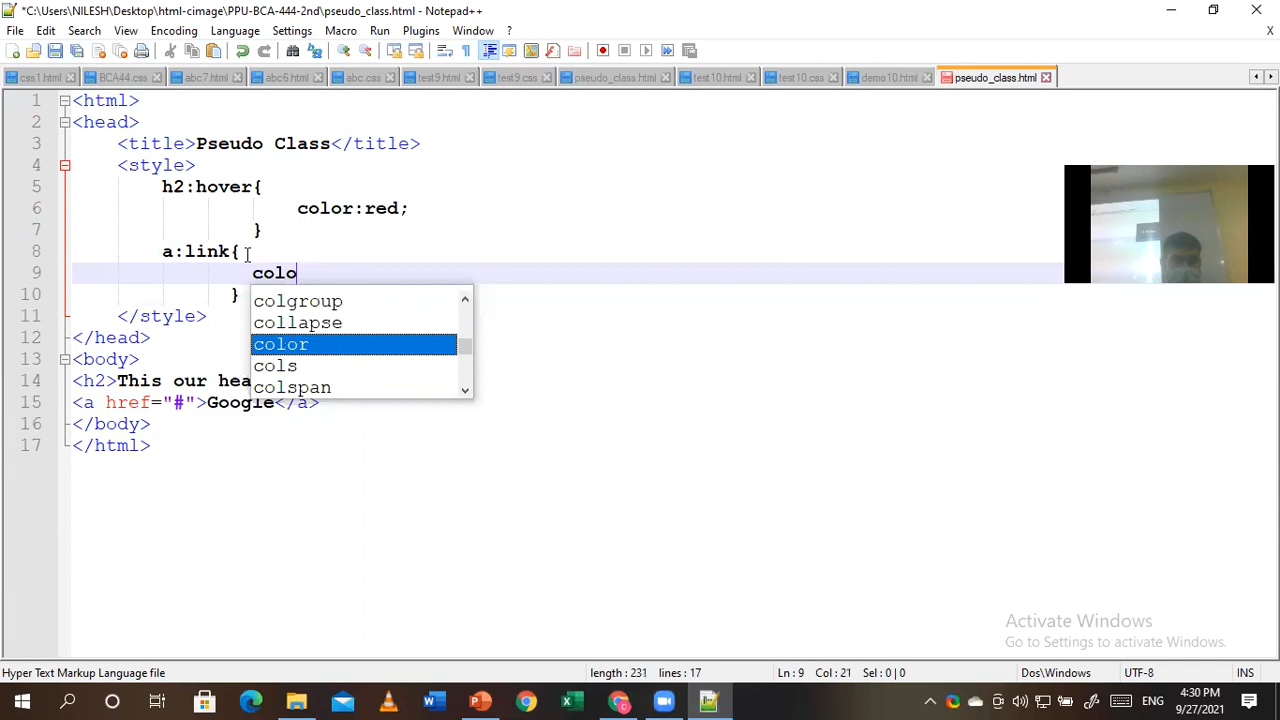 *C:\Users\NILESH\Desktop\html-cimage\PPU-BCA-444-2nd\pseudo_class.html - Notepad++
File Edit Search View Encoding Language Settings Macro Run Plugins Window ? X
css1.html BCA44.css abc7.html abc6.html abc.css test9.html test9.css pseudo_class.html test10.html test10.css demo10.html pseudo_class.html
1 <html>
2 <head>
3 <title>Pseudo Class</title>
4 <style>
5 h2:hover{
6 color:red;
7 }
8 a:link{
9 colo
10 }
colgroup
11 </style>
collapse
12 </head>
color
13 <body>
cols
14 <h2>This our hea
colspan
15 <a href="#">Google</a>
16 </body>
17 </html>
Activate Windows
Go to Settings to activate Windows.
Hyper Text Markup Language file length : 231 lines : 17 Ln : 9 Col : 21 Sel : 0 | 0 Dos\Windows UTF-8 INS
ENG 4:30 PM
9/27/2021